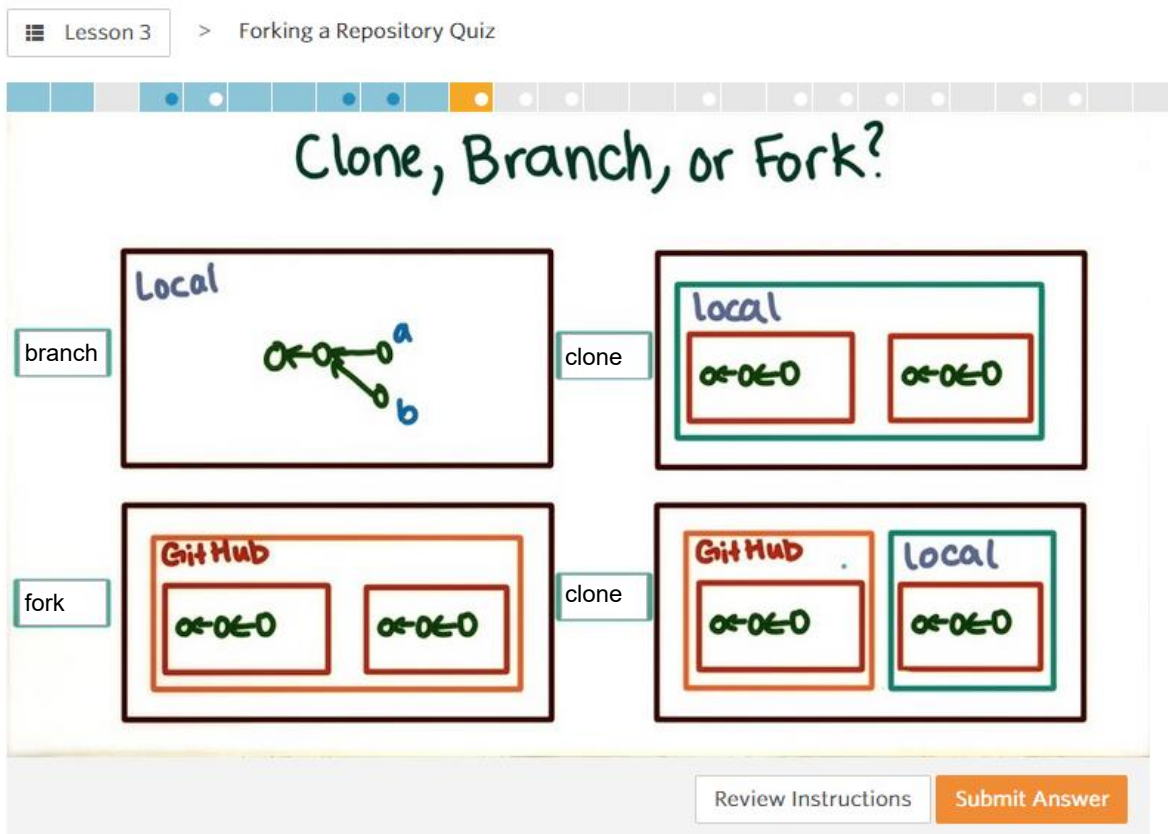 Lesson 3 > Forking a Repository Quiz
Clone, Branch, or Fork?
branch
Local
a
b
clone
local
fork
GitHub
clone
GitHub
local
Review Instructions
Submit Answer